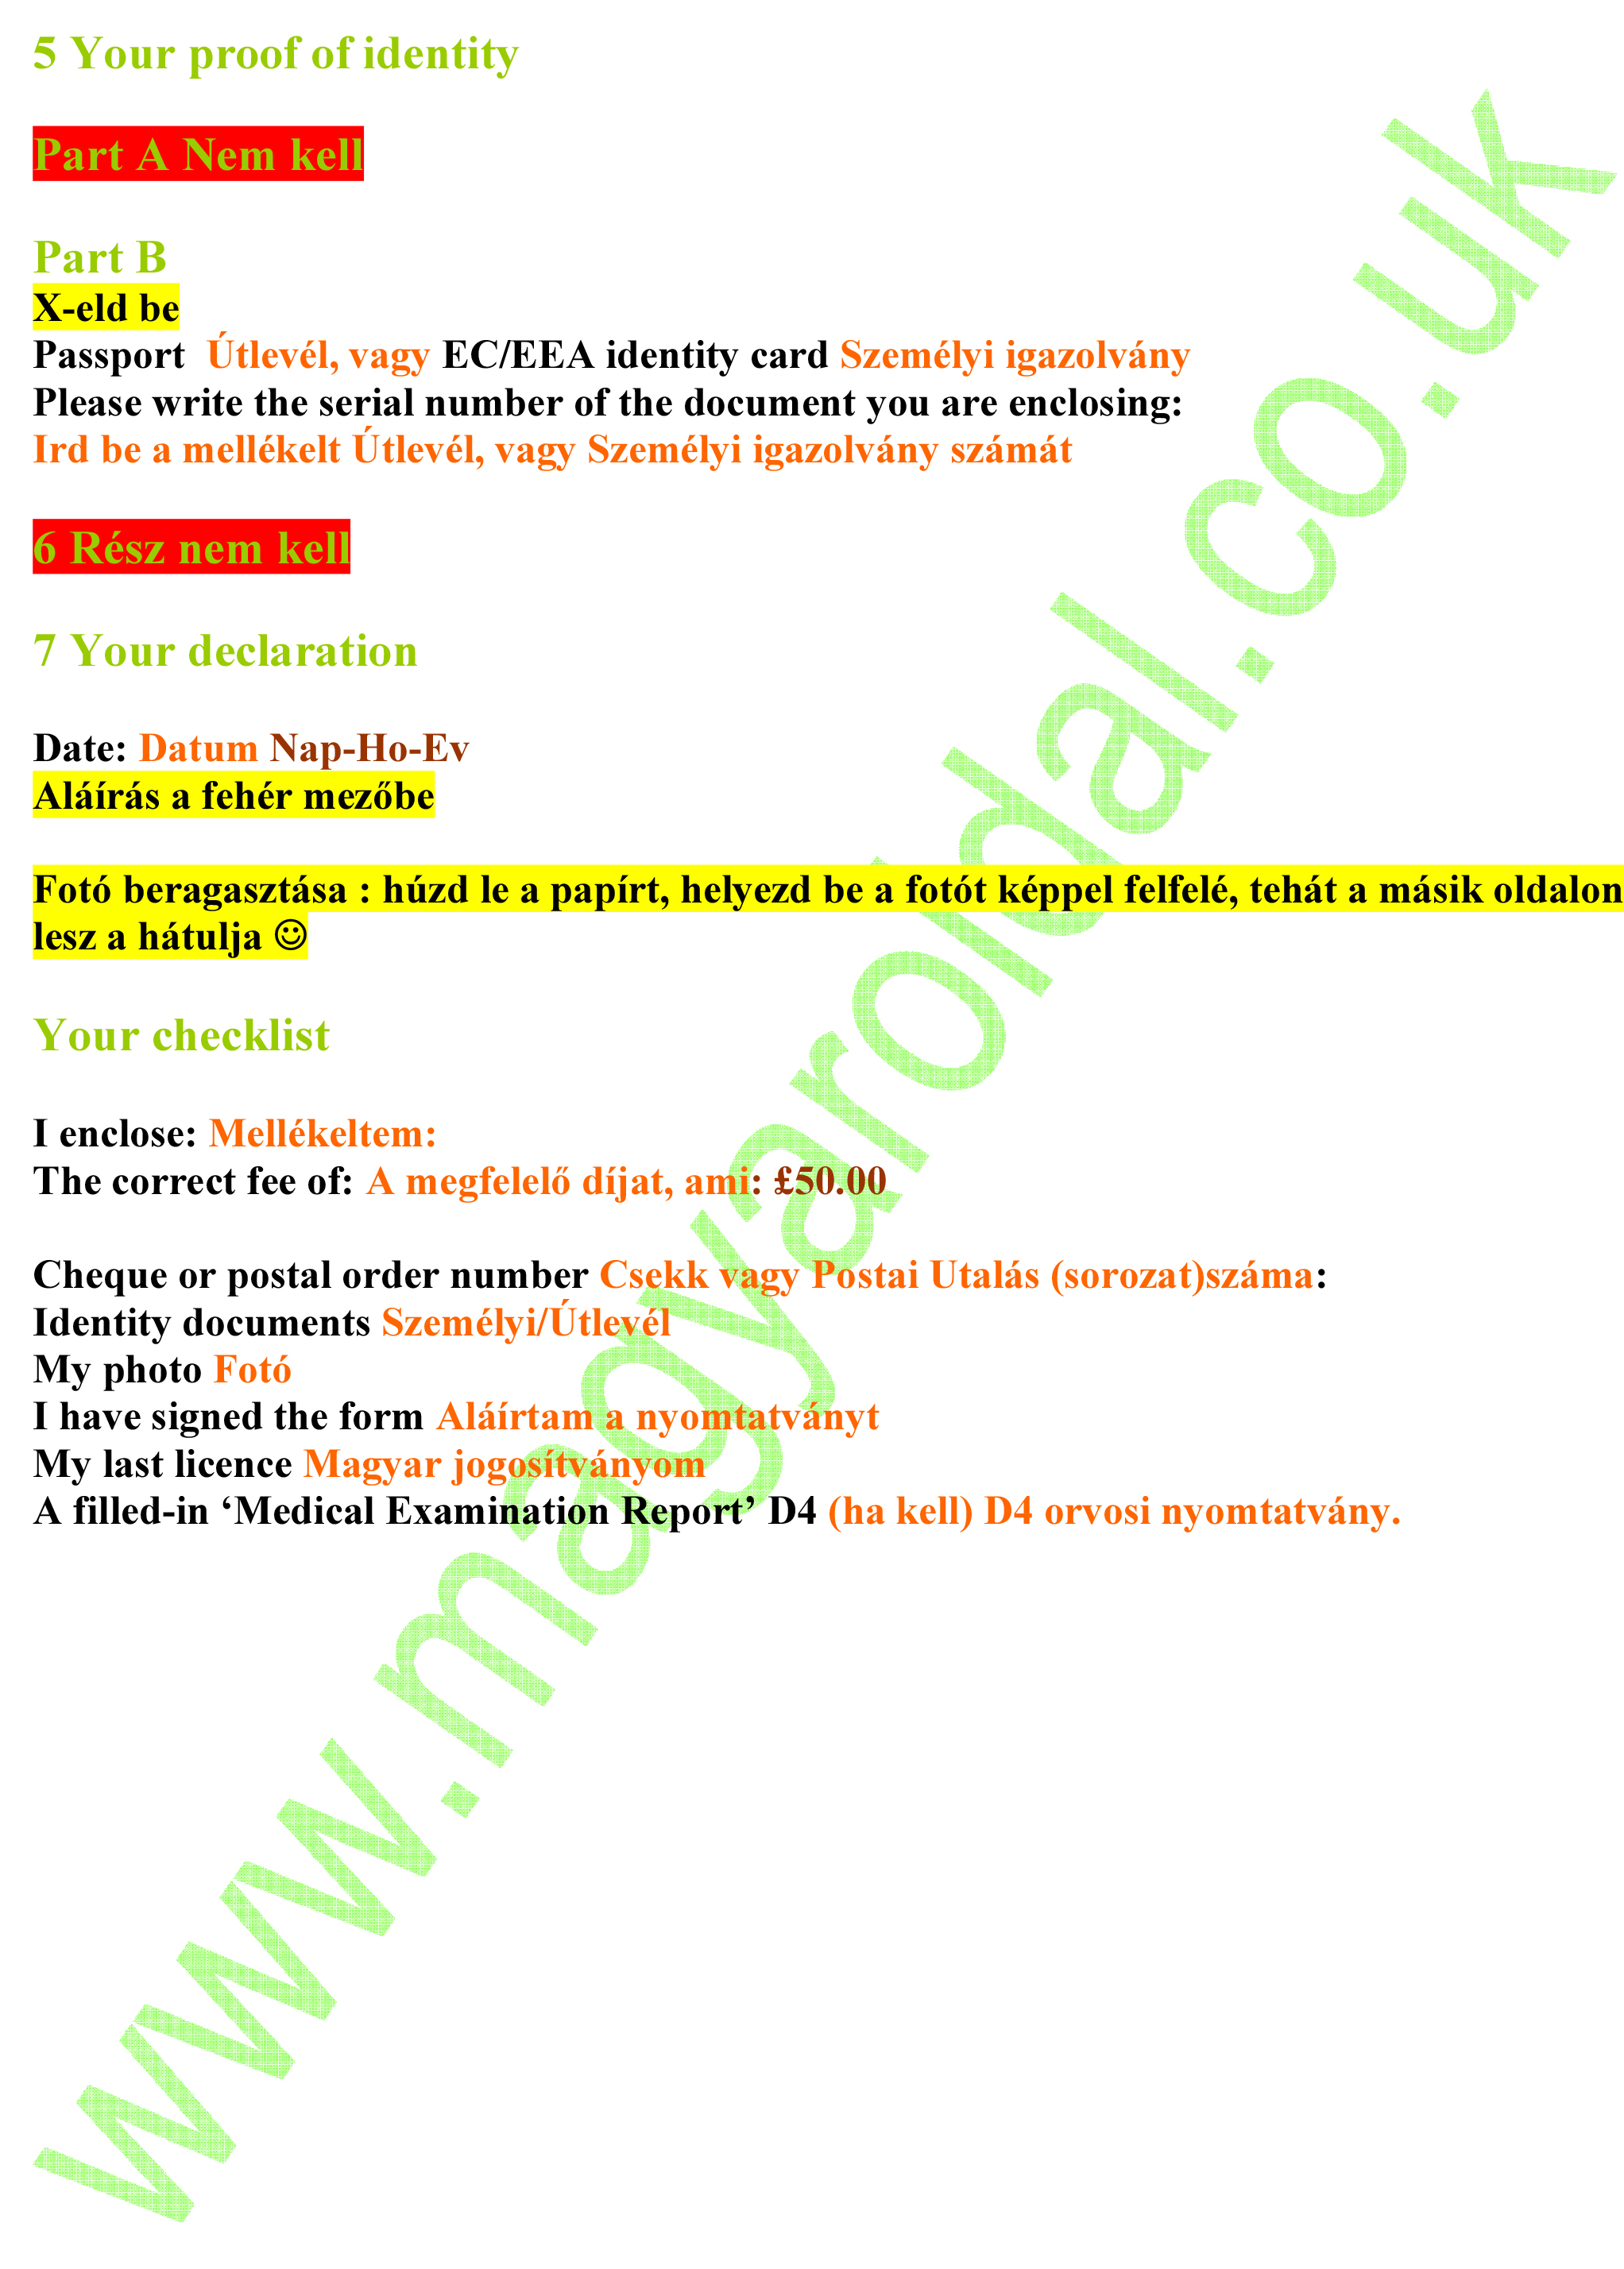 5 Your proof of identity
Part A Nem kell
Part B
X-eld be
Passport  Útlevél, vagy EC/EEA identity card Személyi igazolvány
Please write the serial number of the document you are enclosing:
Ird be a mellékelt Útlevél, vagy Személyi igazolvány számát
6 Rész nem kell
7 Your declaration
Date: Datum Nap-Ho-Ev
Aláírás a fehér mezőbe
Fotó beragasztása : húzd le a papírt, helyezd be a fotót képpel felfelé, tehát a másik oldalon
lesz a hátulja ☺
Your checklist
I enclose: Mellékeltem:
The correct fee of: A megfelelő díjat, ami: £50.00
Cheque or postal order number Csekk vagy Postai Utalás (sorozat)száma:
Identity documents Személyi/Útlevél
My photo Fotó
I have signed the form Aláírtam a nyomtatványt
My last licence Magyar jogosítványom
A filled-in ‘Medical Examination Report’ D4 (ha kell) D4 orvosi nyomtatvány.
www.magyaroldal.co.uk